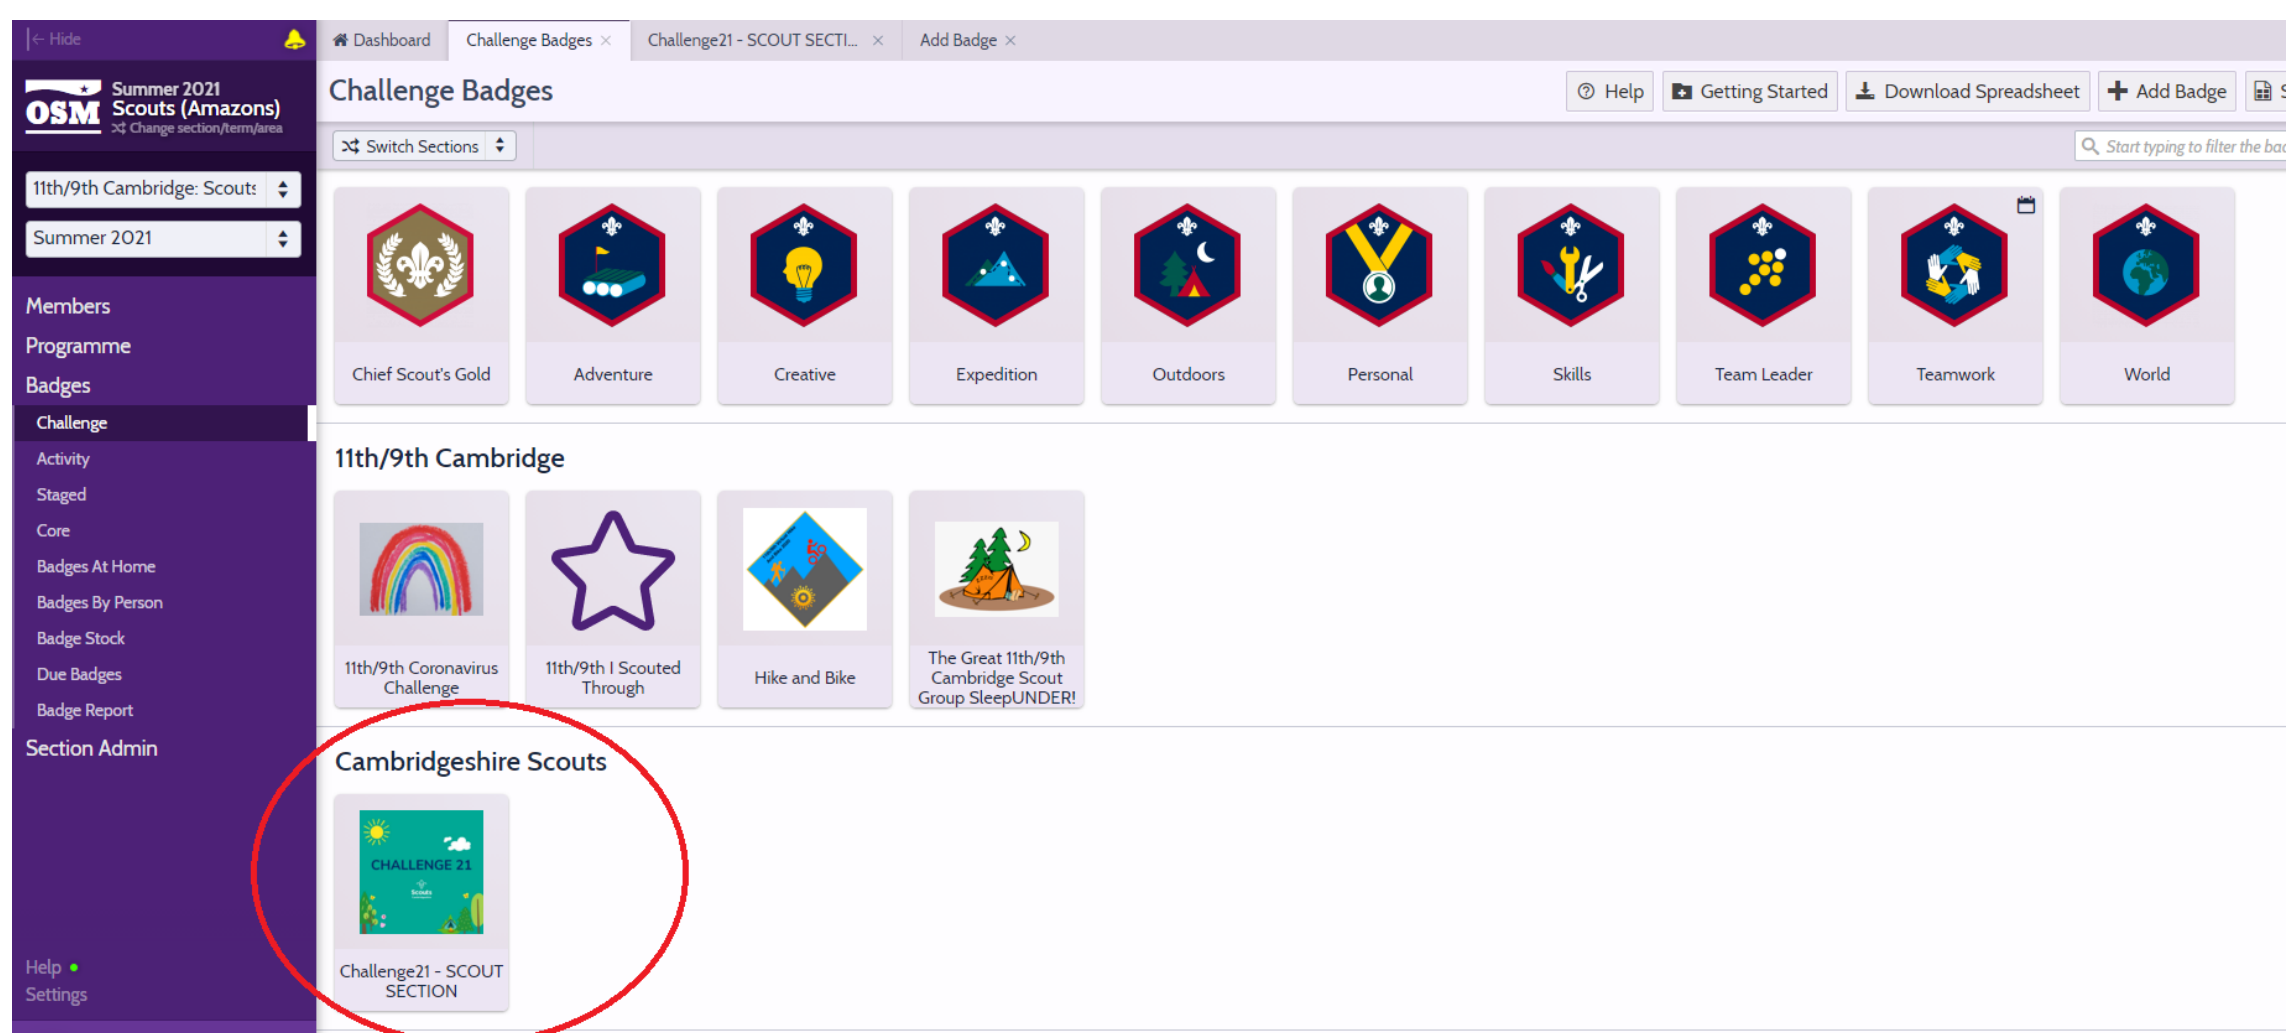 Hide
Dashboard
Challenge Badges ×
Challenge21 - SCOUT SECTI... ×
Add Badge ×
OSM
Summer 2021
Scouts (Amazons)
Change section/term/area
Challenge Badges
Help
Getting Started
Download Spreadsheet
Add Badge
S
Switch Sections
Start typing to filter the bad
11th/9th Cambridge: Scouts
Summer 2021
Members
Programme
Badges
Challenge
Activity
Staged
Core
Badges At Home
Badges By Person
Badge Stock
Due Badges
Badge Report
Section Admin
Help
Settings
Chief Scout's Gold
Adventure
Creative
Expedition
Outdoors
Personal
Skills
Team Leader
Teamwork
World
11th/9th Cambridge
11th/9th Coronavirus
Challenge
11th/9th I Scouted
Through
Hike and Bike
The Great 11th/9th
Cambridge Scout
Group SleepUNDER!
Cambridgeshire Scouts
CHALLENGE 21
Scouts
Challenge21 - SCOUT
SECTION